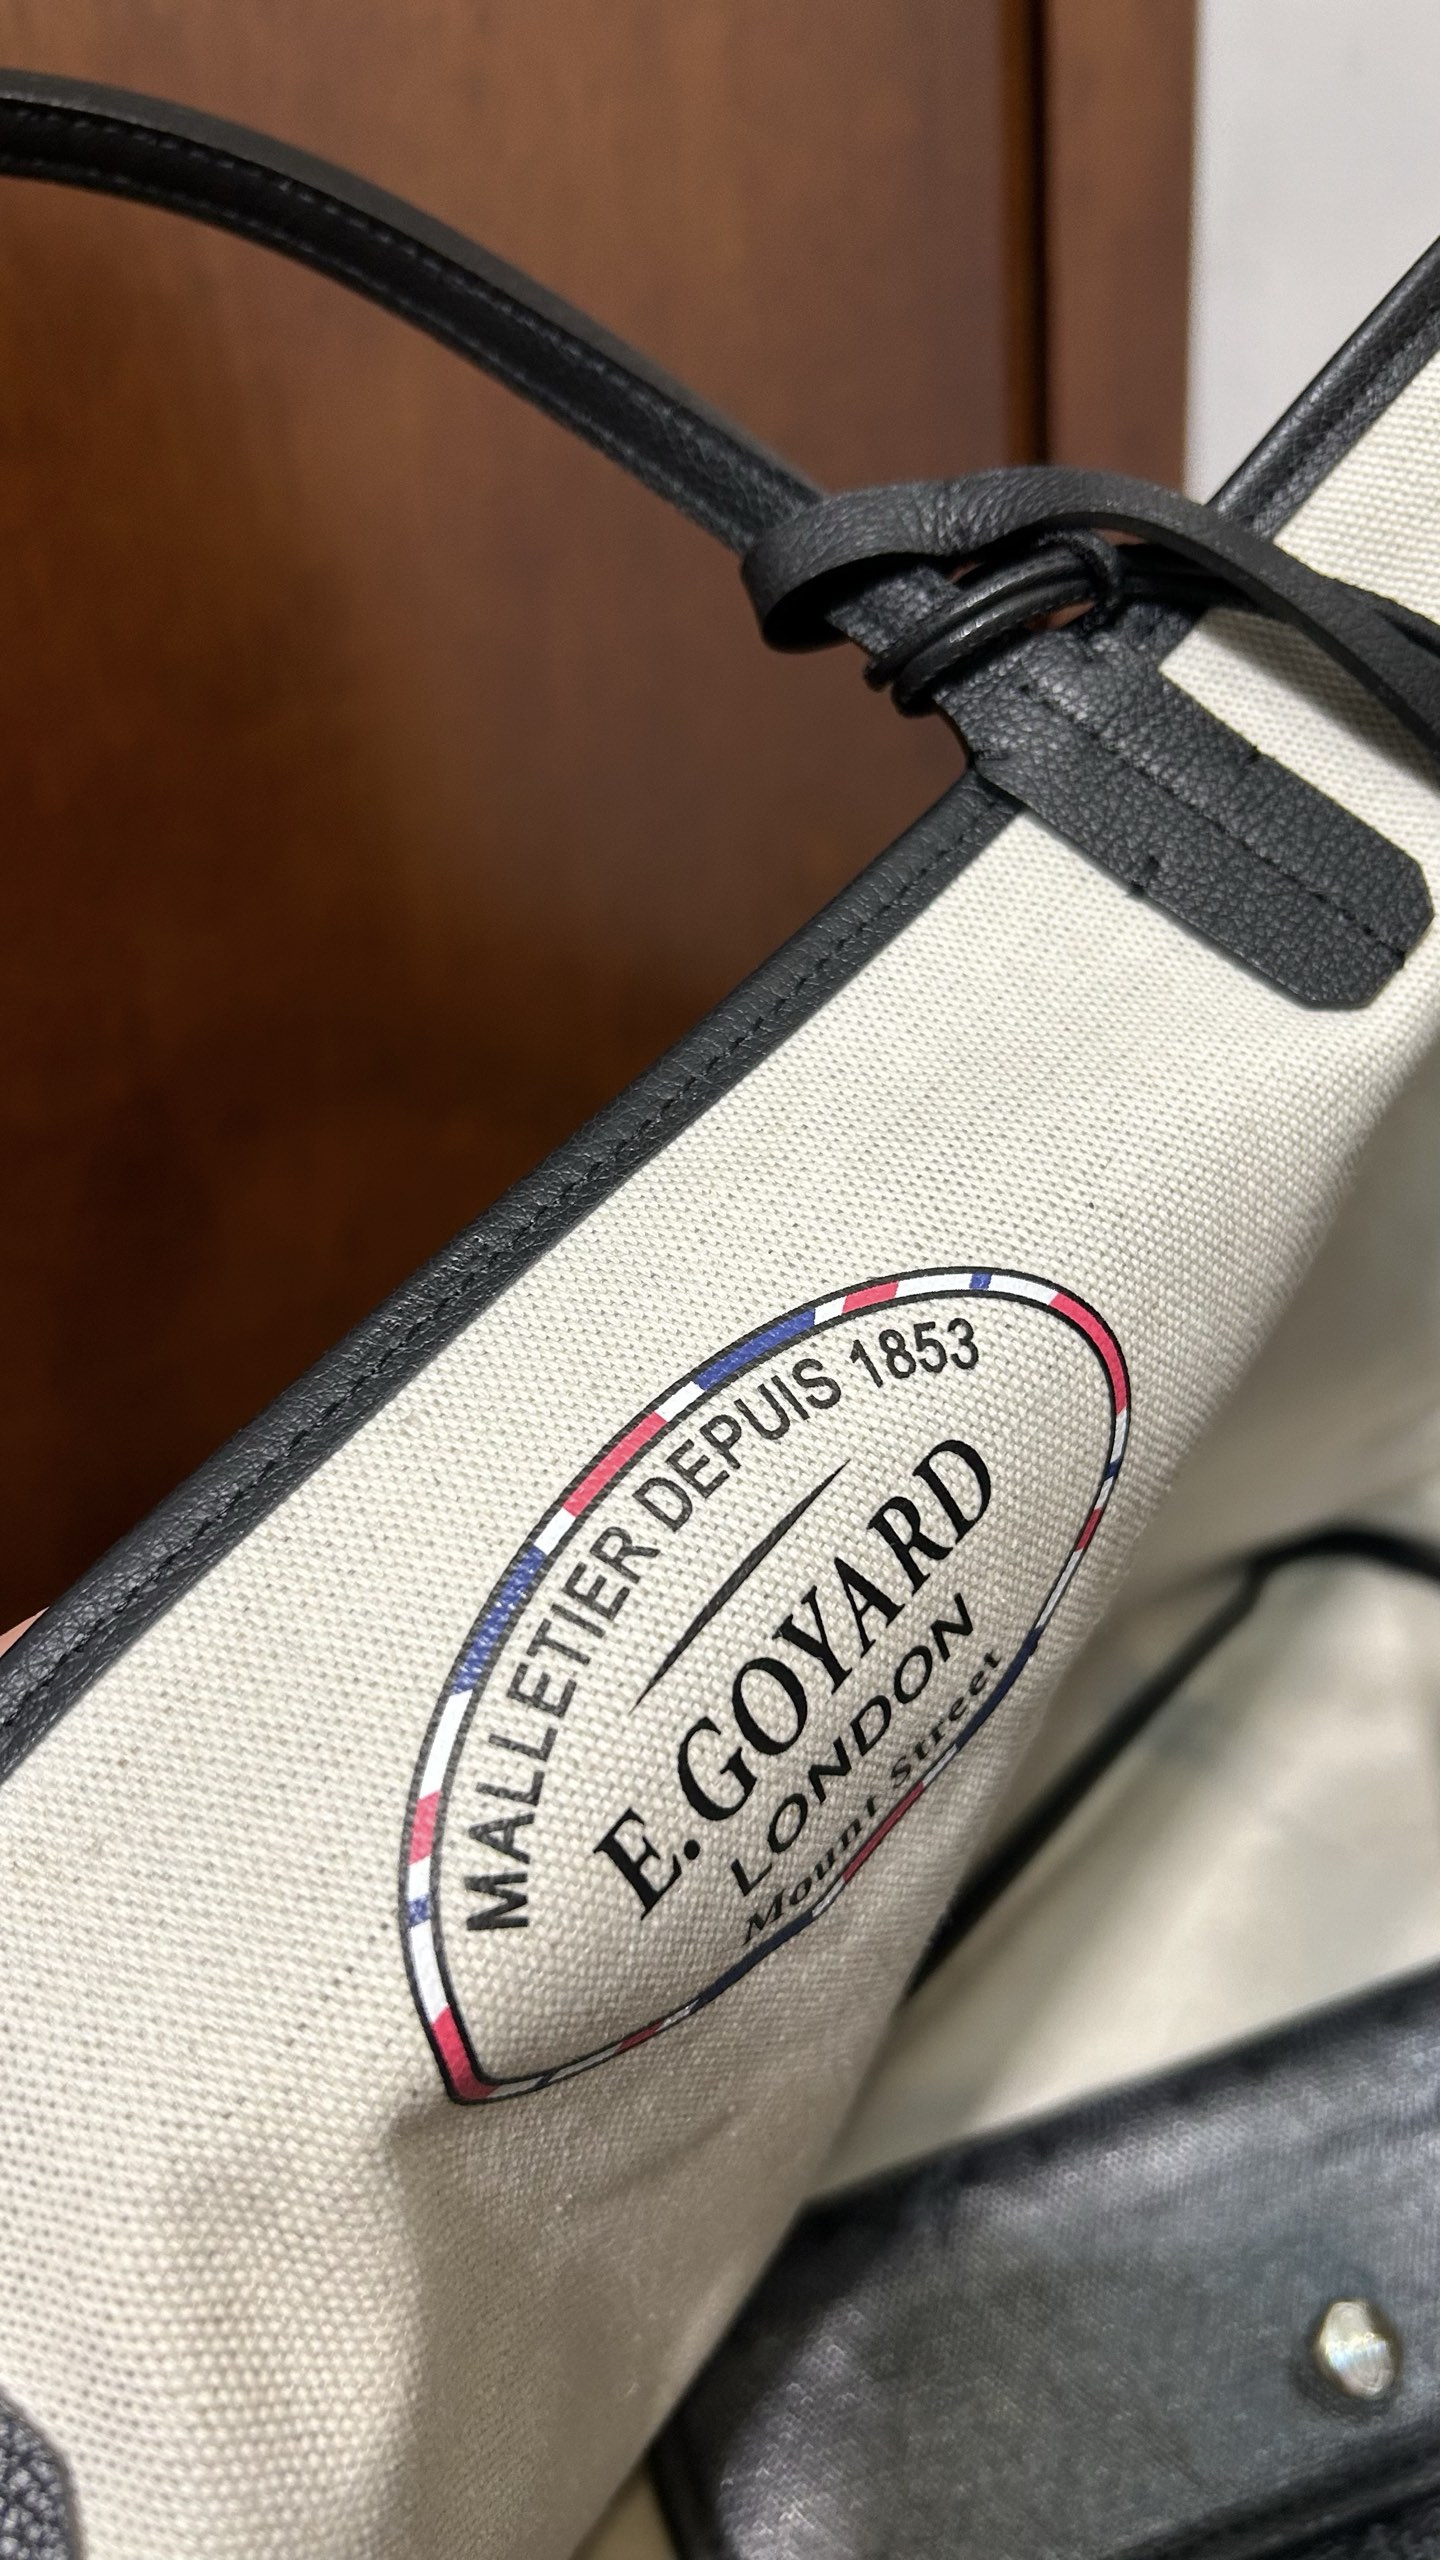 MALLETIER DEPUIS 1853
E.GOYARD
LONDON
Mount Street